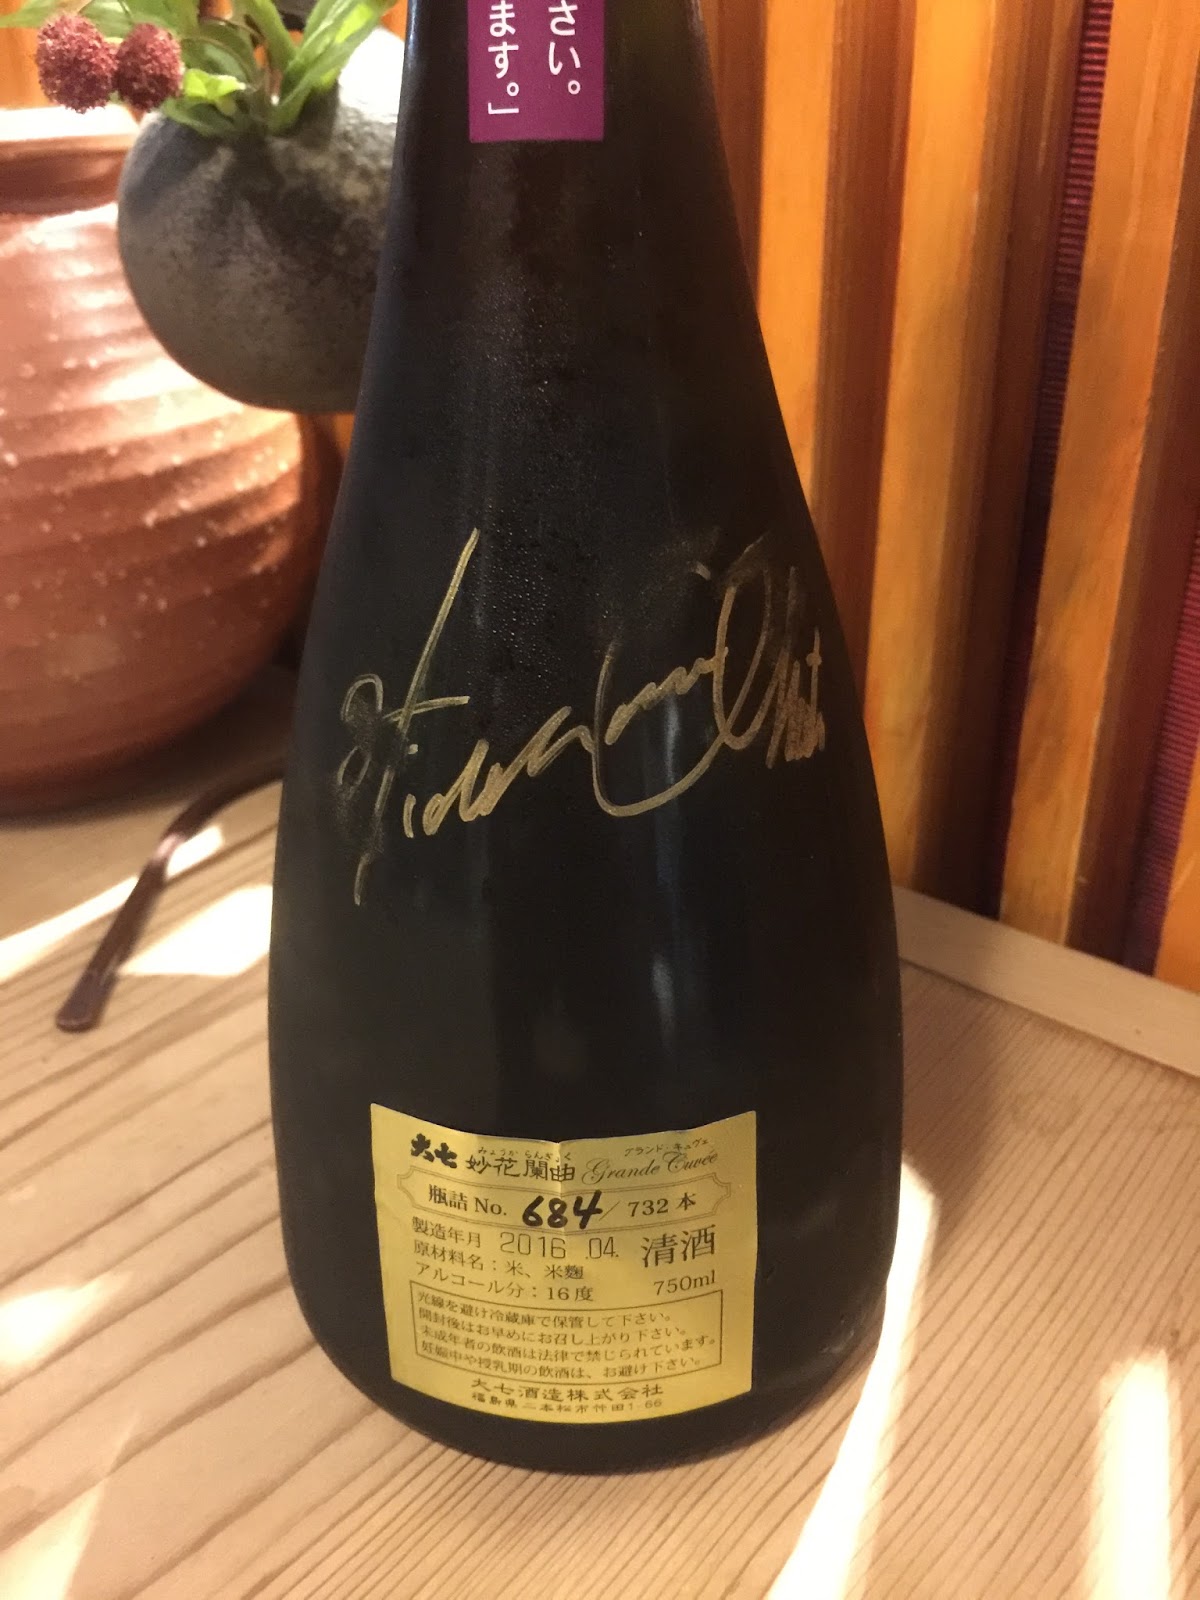 さい。
ます。」
大七 妙花闌曲 Grande Cuvée
みょうか らんぎょく グランド・キュヴェ
瓶詰No. 684/732本
製造年月 2016.04. 清酒
原材料名：米、米麹
アルコール分：16度 750ml
光線を避け冷蔵庫で保管して下さい。
開封後はお早めにお召し上がり下さい。
未成年者の飲酒は法律で禁じられています。
妊娠中や授乳期の飲酒は、お避け下さい。
大七酒造株式会社
福島県二本松市竹田1-66